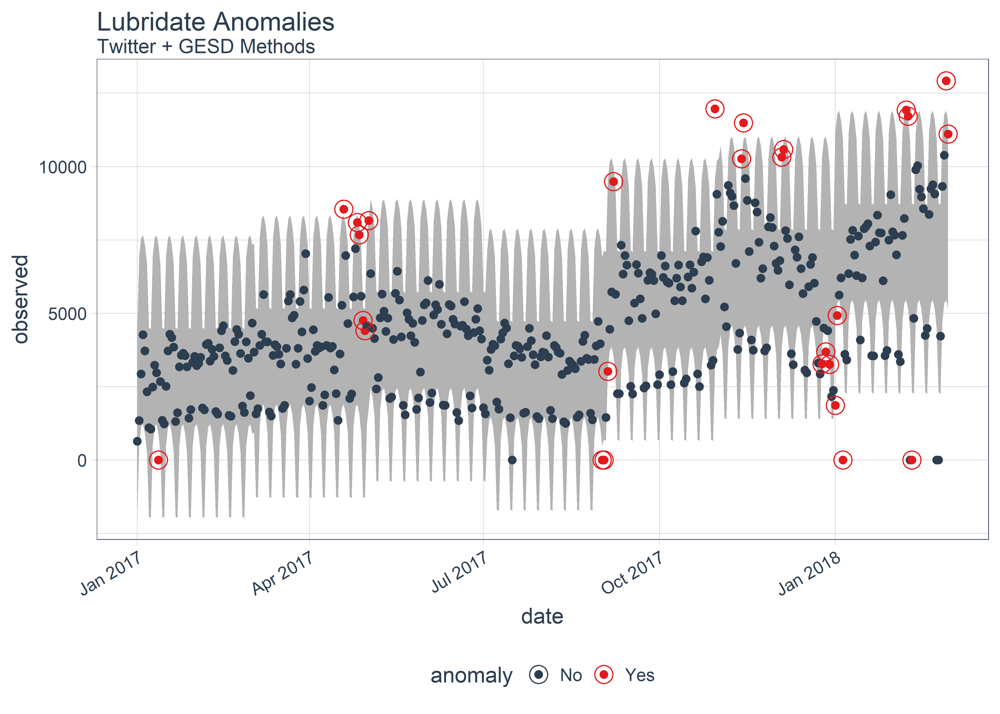 Lubridate Anomalies
Twitter + GESD Methods
observed
10000
5000
0
Jan 2017
Apr 2017
Jul 2017
Oct 2017
Jan 2018
date
anomaly No Yes